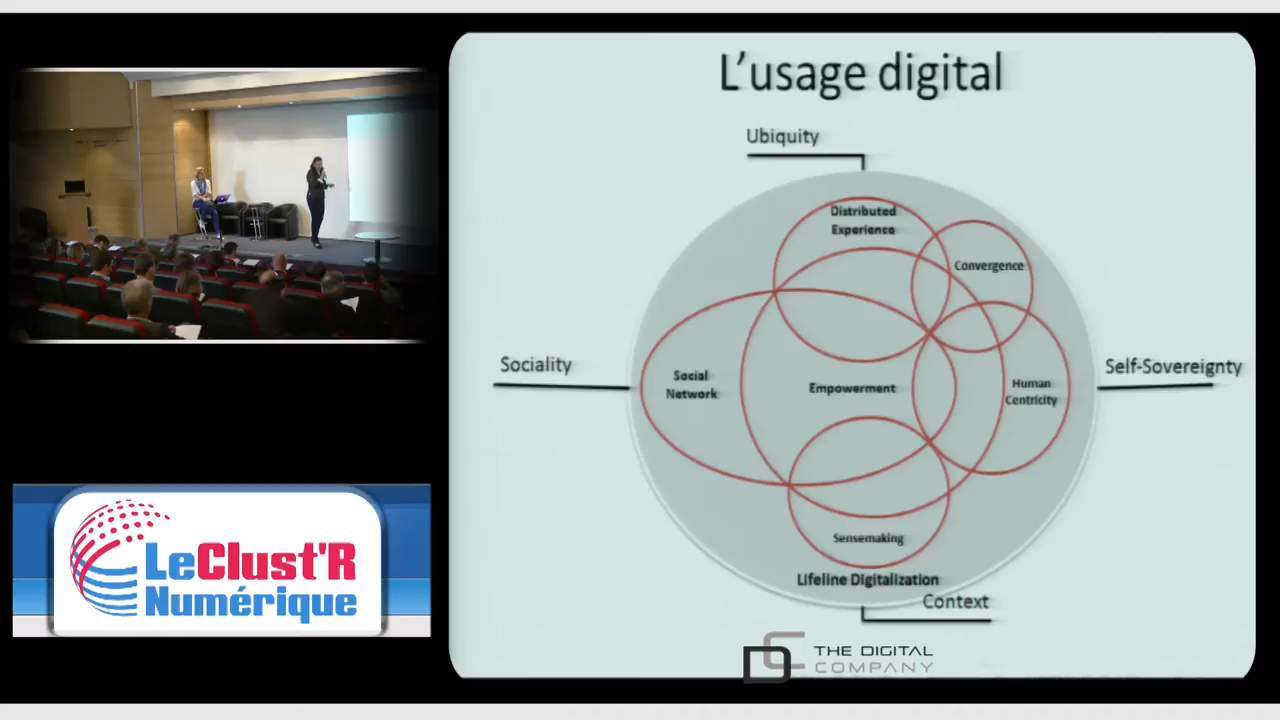 L'usage digital
Ubiquity
Distributed
Experience
Convergence
Sociality
Self-Sovereignty
Social
Network
Empowerment
Human
Centricity
Sensemaking
Lifeline Digitalization
Context
THE DIGITAL
COMPANY
LeClust'R
Numérique